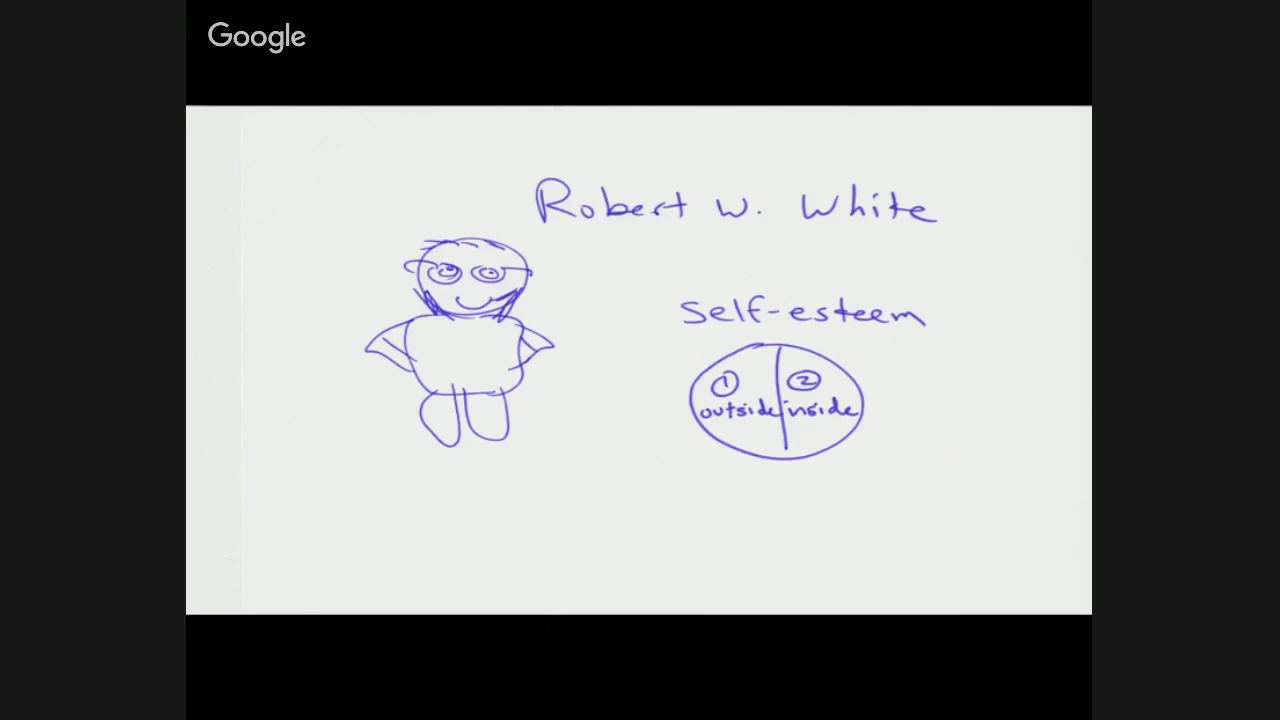 Google
Robert W. White
Self-esteem
① ②
outside inside